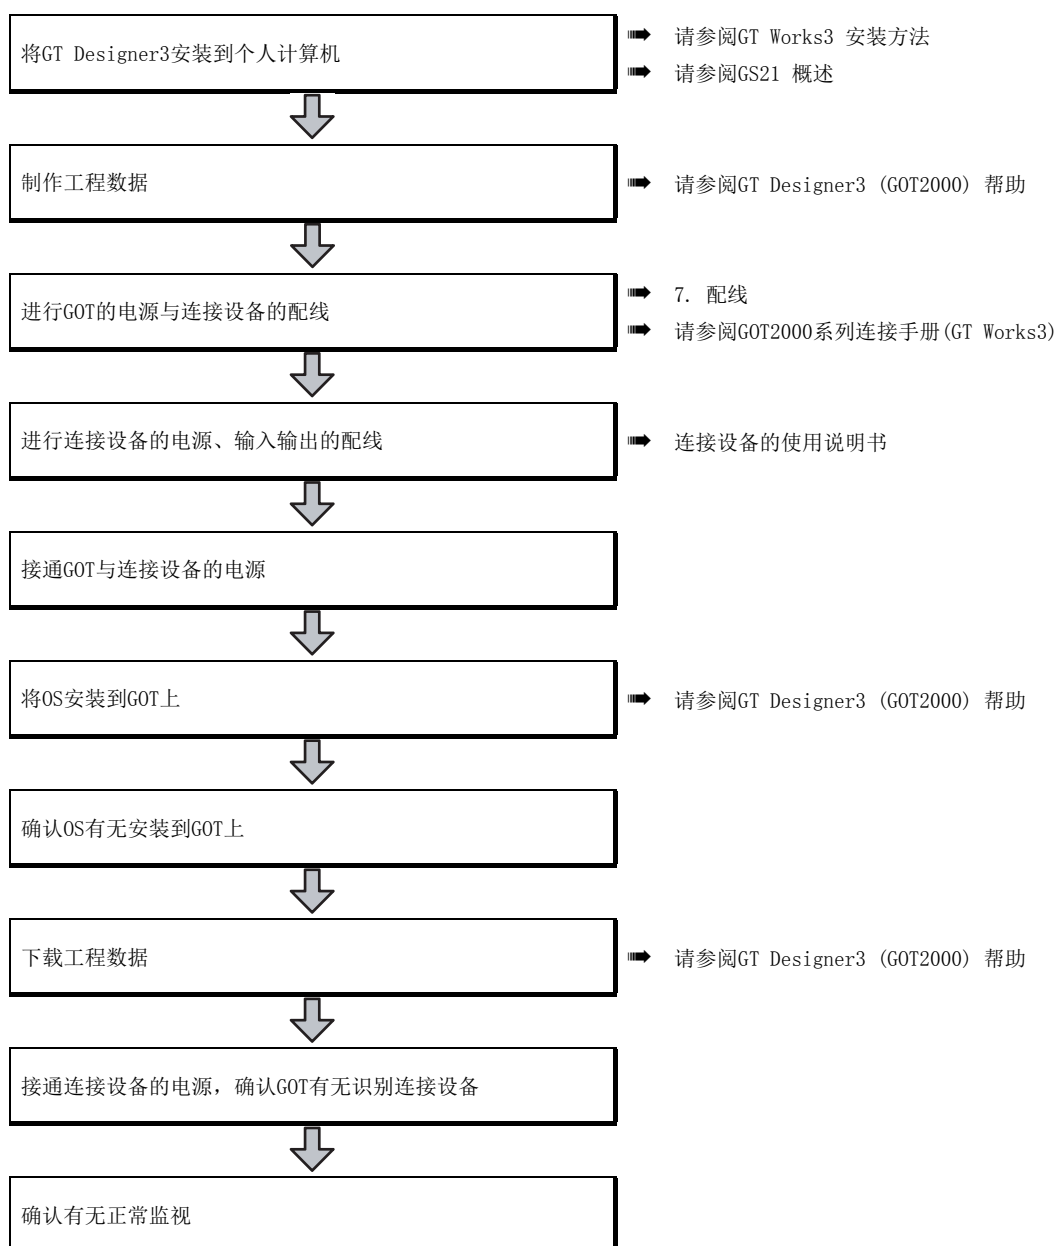 将GT Designer3安装到个人计算机
请参阅GT Works3 安装方法
请参阅GS21 概述
制作工程数据
请参阅GT Designer3 (GOT2000) 帮助
进行GOT的电源与连接设备的配线
7. 配线
请参阅GOT2000系列连接手册(GT Works3)
进行连接设备的电源、输入输出的配线
连接设备的使用说明书
接通GOT与连接设备的电源
将OS安装到GOT上
请参阅GT Designer3 (GOT2000) 帮助
确认OS有无安装到GOT上
下载工程数据
请参阅GT Designer3 (GOT2000) 帮助
接通连接设备的电源，确认GOT有无识别连接设备
确认有无正常监视